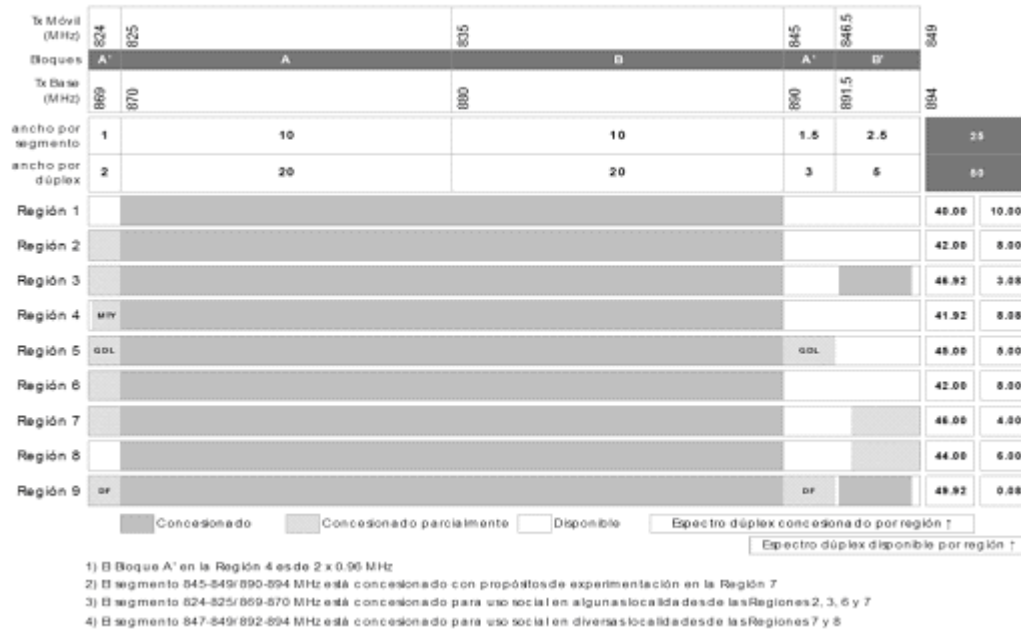 Tx Móvil
(MHz)
824 825 835 845 846.5 849
Bloques A' A B A' B'
Tx Base
(MHz)
869 870 880 890 891.5 894
ancho por
segmento
1 10 10 1.5 2.5 25
ancho por
dúplex
2 20 20 3 5 50
Región 1 40.00 10.00
Región 2 42.00 8.00
Región 3 46.92 3.08
Región 4 MTY 41.92 8.08
Región 5 GDL GDL 45.00 5.00
Región 6 42.00 8.00
Región 7 46.00 4.00
Región 8 44.00 6.00
Región 9 DF DF 49.92 0.08
Concesionado Concesionado parcialmente Disponible Espectro dúplex concesionado por región ↑
Espectro dúplex disponible por región ↑
1) El Bloque A' en la Región 4 es de 2 x 0.96 MHz
2) El segmento 845-849/ 890-894 MHz está concesionado con propósitos de experimentación en la Región 7
3) El segmento 824-825/ 869-870 MHz está concesionado para uso social en algunas localidades de las Regiones 2, 3, 6 y 7
4) El segmento 847-849/ 892-894 MHz está concesionado para uso social en diversas localidades de las Regiones 7 y 8